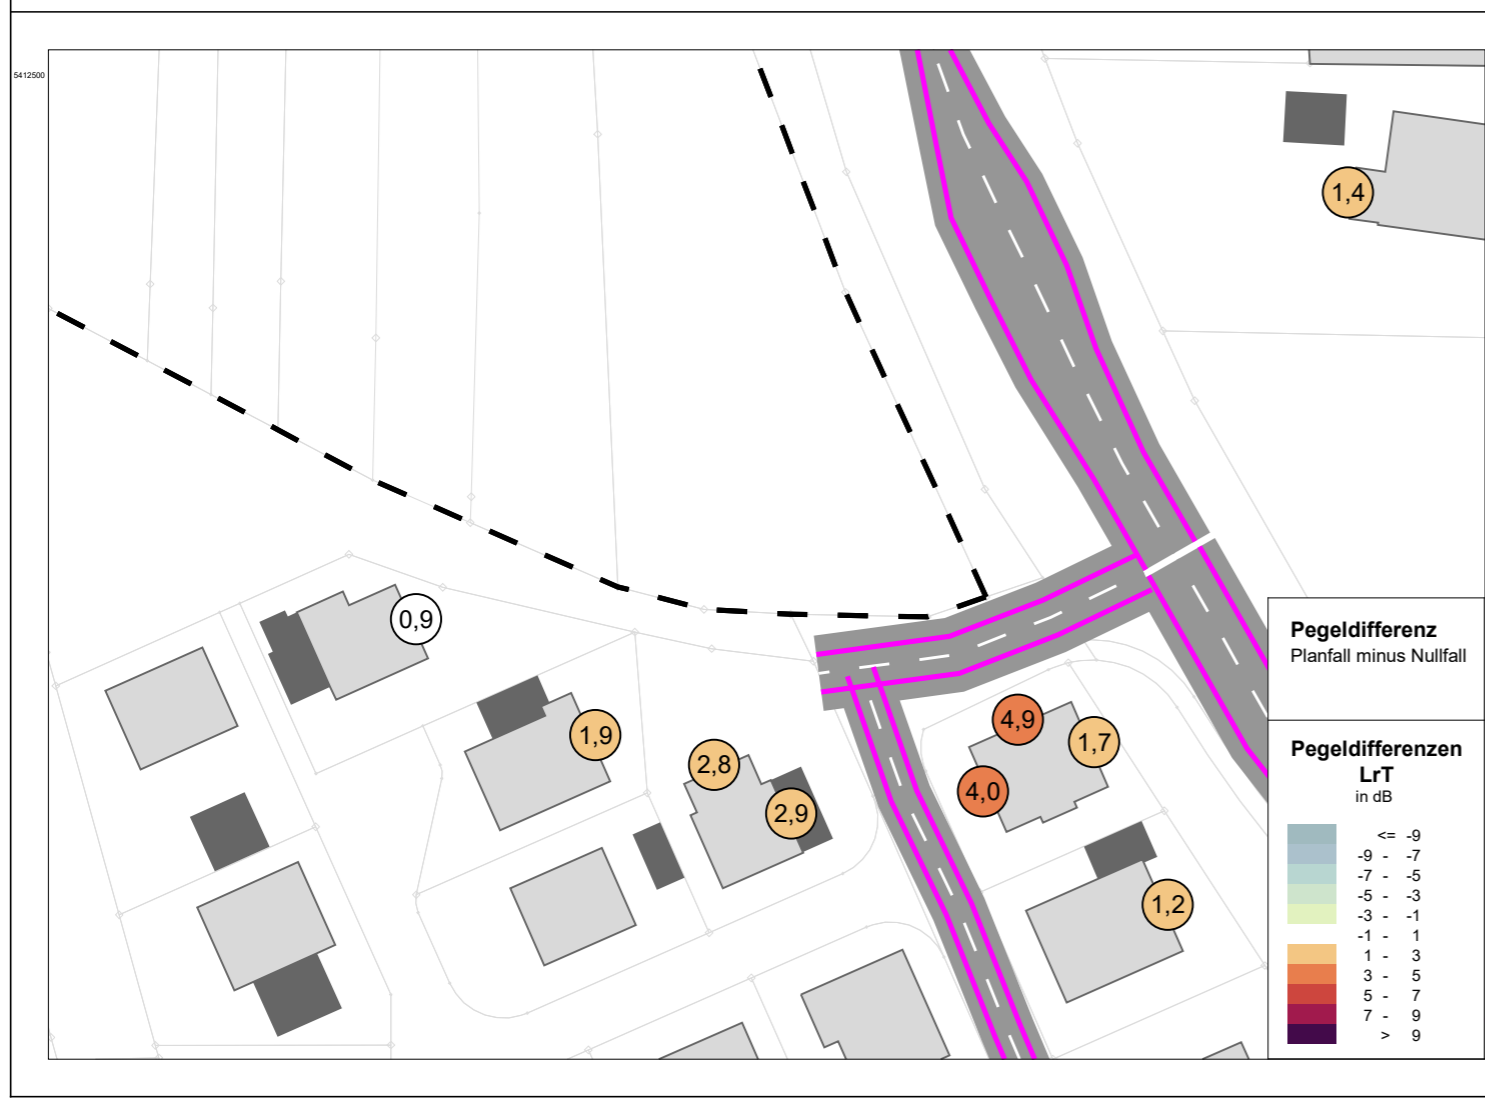 5412500
1,4
0,9
1,9
2,8
2,9
4,9
1,7
4,0
1,2
Pegeldifferenz
Planfall minus Nullfall
Pegeldifferenzen
LrT
in dB
<= -9
-9 - -7
-7 - -5
-5 - -3
-3 - -1
-1 - 1
1 - 3
3 - 5
5 - 7
7 - 9
> 9